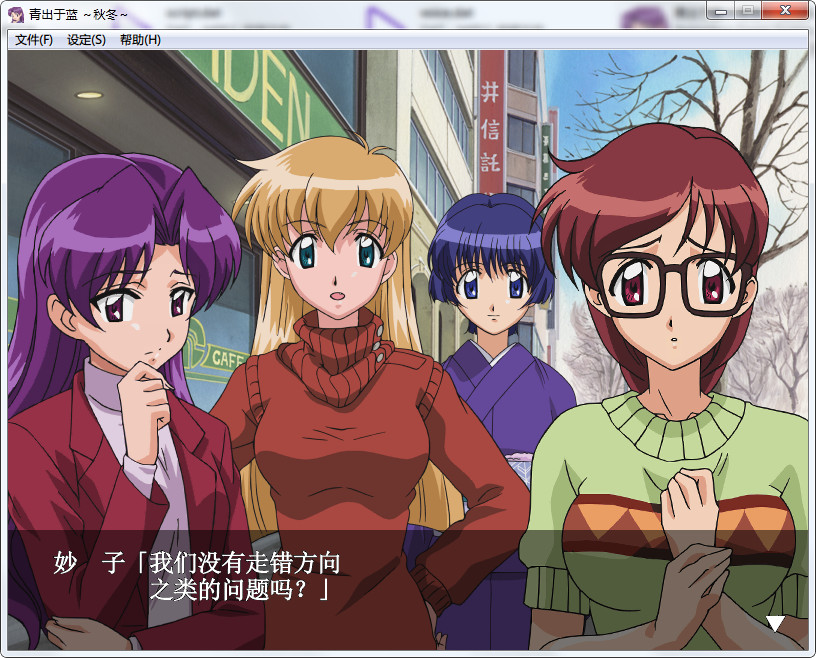 青出于蓝 ~秋冬~
文件(F) 设定(S) 帮助(H)
IDEN
井信託
CAFE
妙 子「我们没有走错方向
之类的问题吗？」